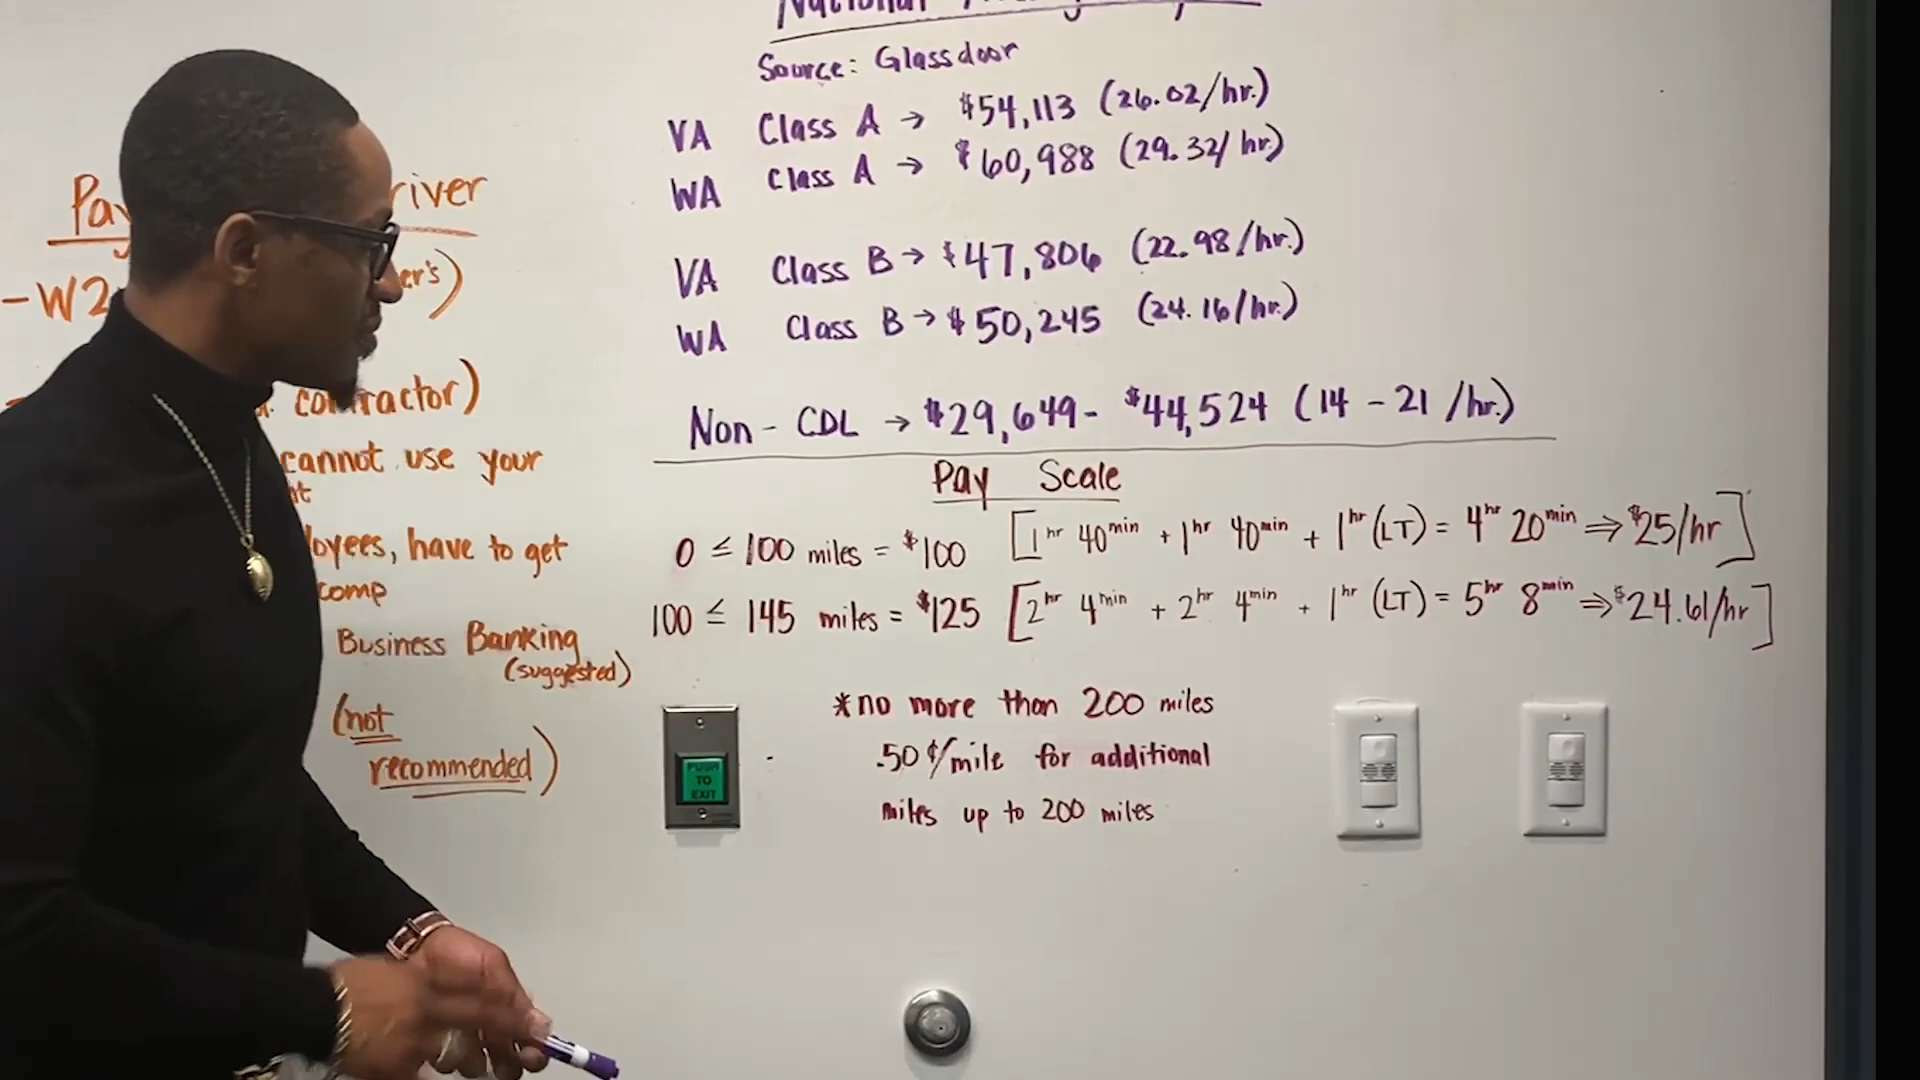 National
Source: Glassdoor
VA Class A → $54,113 (26.02/hr.)
WA Class A → $60,988 (29.32/hr.)
VA Class B → $47,806 (22.98/hr.)
WA Class B → $50,245 (24.16/hr.)
Non-CDL → $29,649 - $44,524 (14-21/hr.)
Pay Scale
0 ≤ 100 miles = $100 [1hr 40min + 1hr 40min + 1hr (LT) = 4hr 20min ⇒ $25/hr]
100 ≤ 145 miles = $125 [2hr 4min + 2hr 4min + 1hr (LT) = 5hr 8min ⇒ $24.61/hr]
*no more than 200 miles
.50¢/mile for additional
miles up to 200 miles
-W2
contractor)
cannot use your
have to get
comp
Business Banking
(suggested)
(not
recommended)
PUSH
TO
EXIT